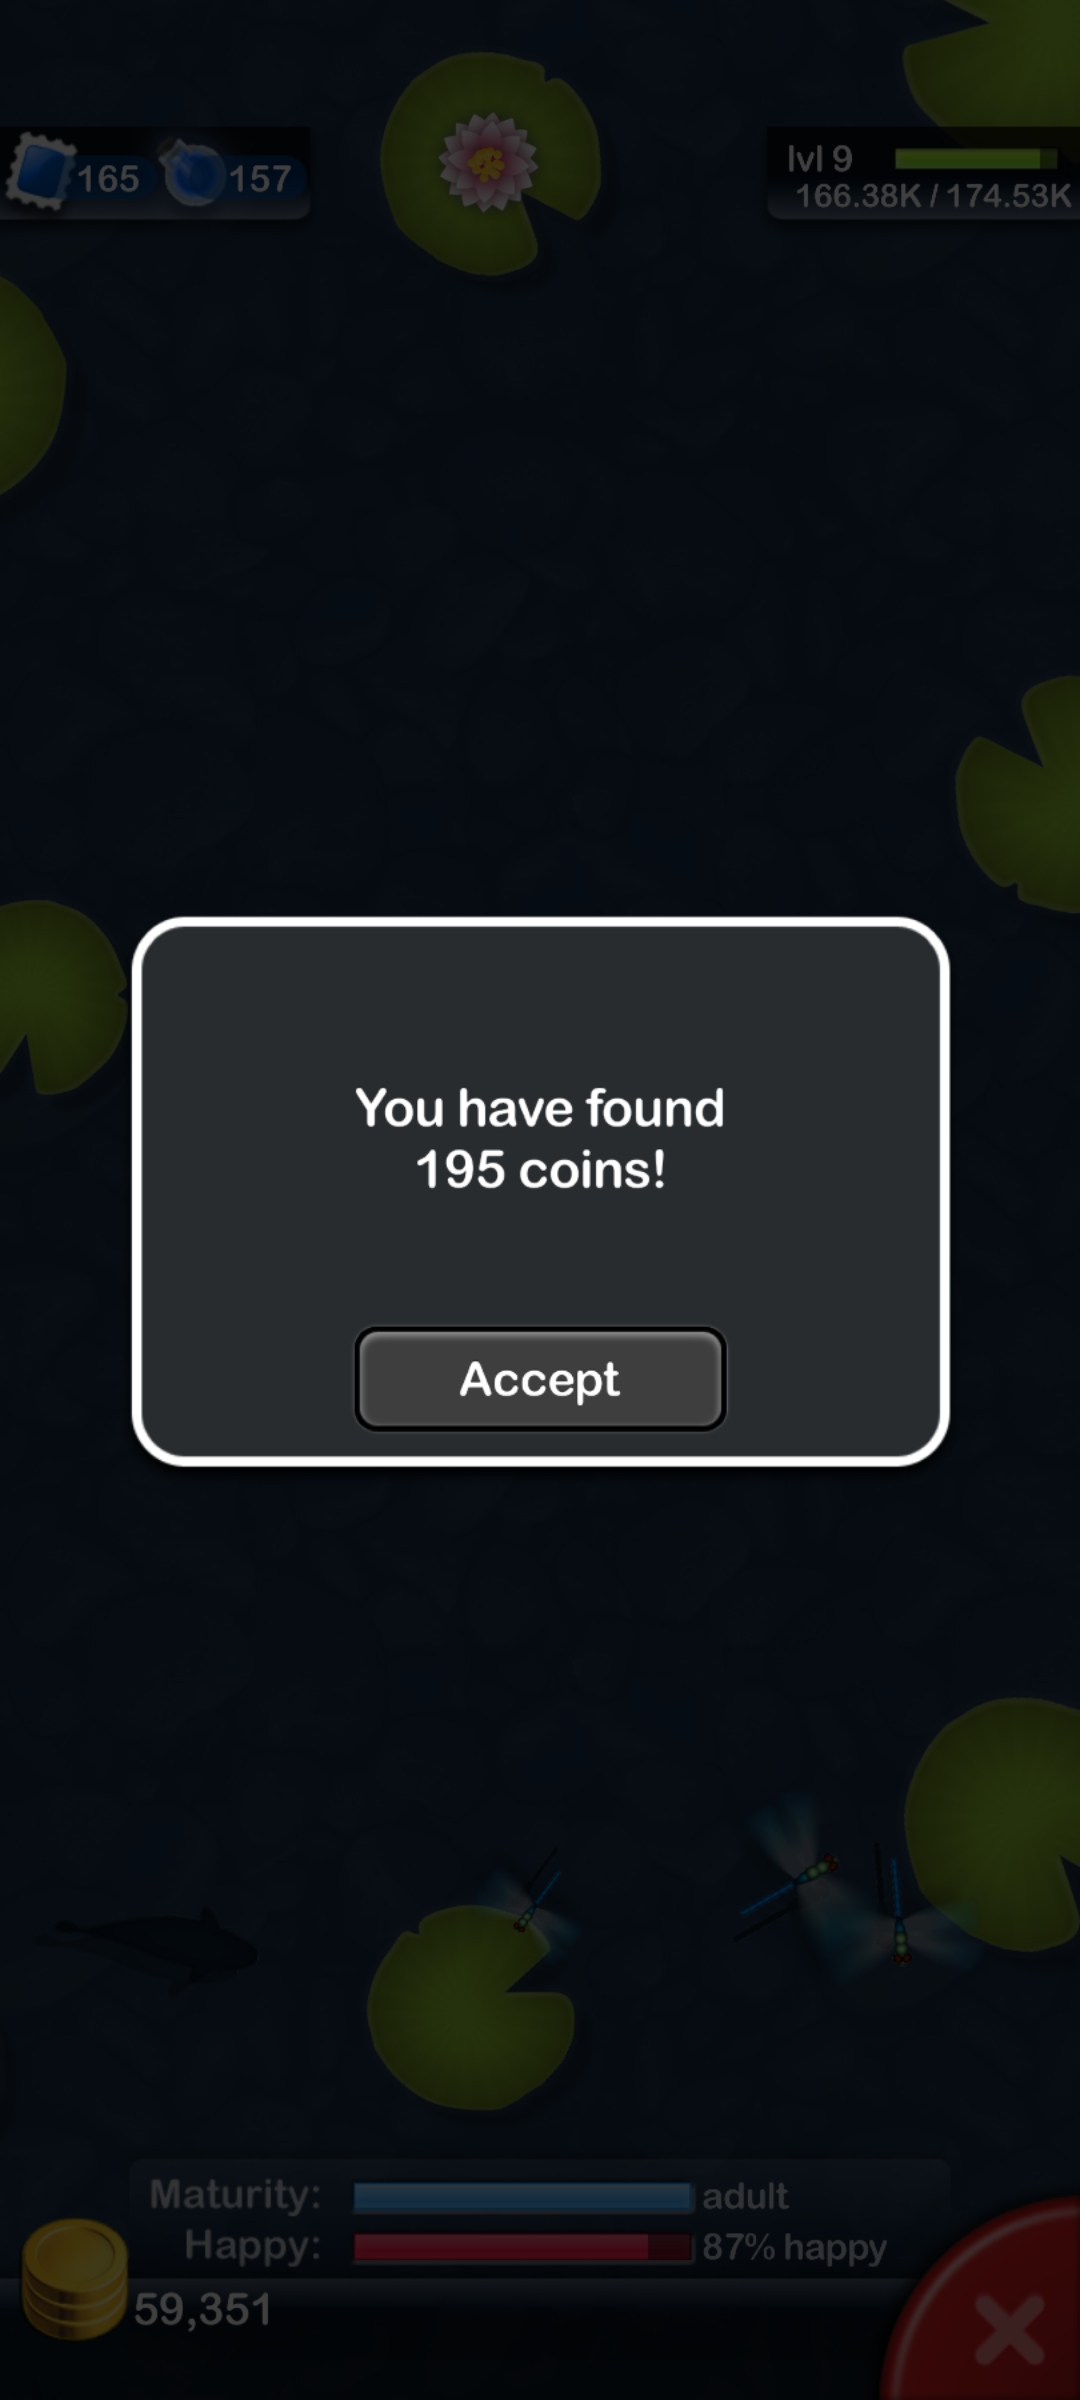 165
157
lvl 9
166.38K / 174.53K
You have found
195 coins!
Accept
Maturity: adult
Happy: 87% happy
59,351